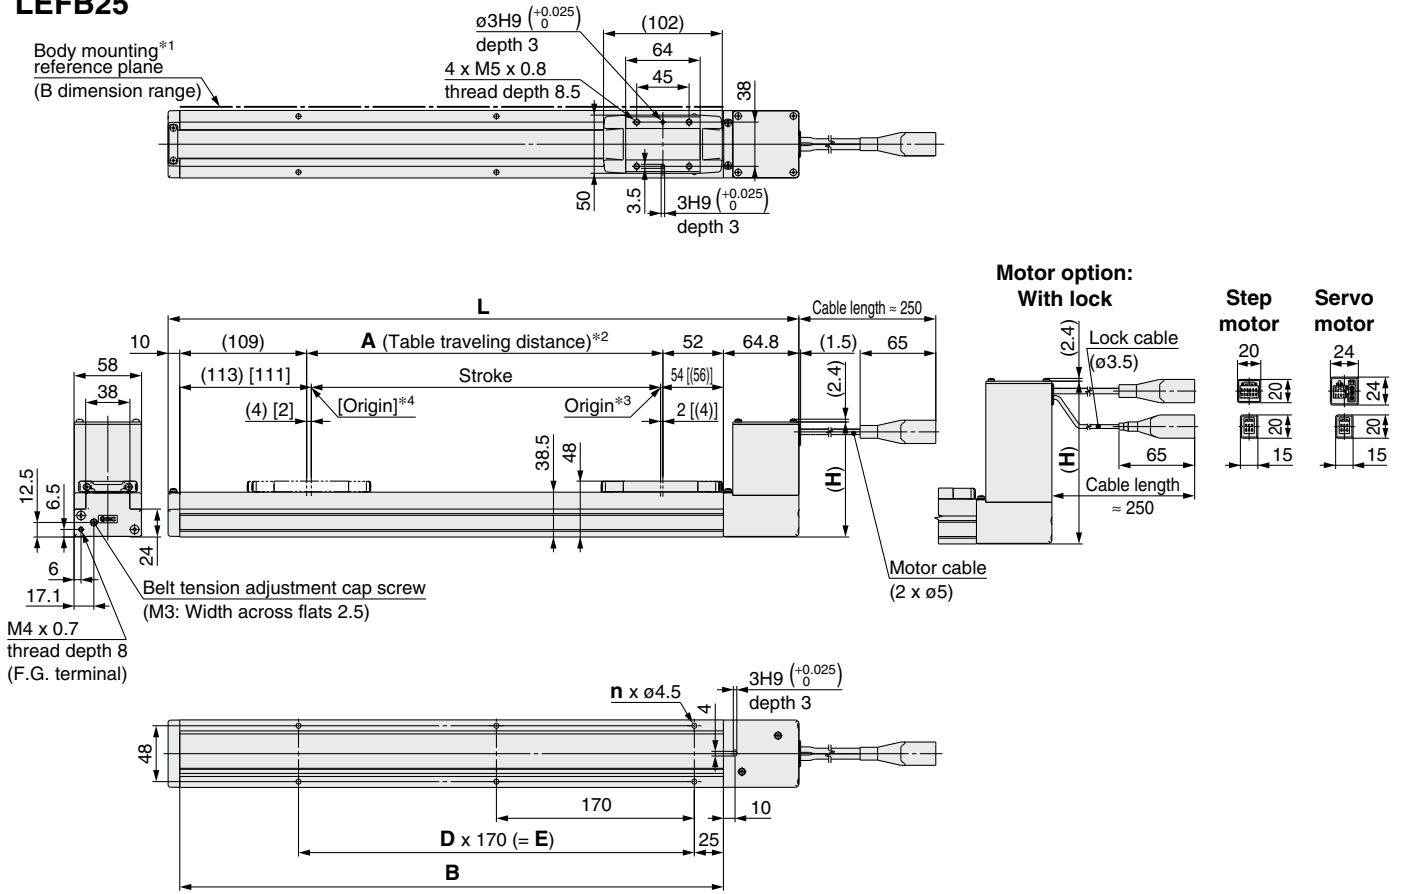 LEFB25
Body mounting*1
reference plane
(B dimension range)
ø3H9 (+0.025 0)
depth 3
4 x M5 x 0.8
thread depth 8.5
(102)
64
45
38
50
3.5
3H9 (+0.025 0)
depth 3
L
Cable length ≈ 250
10
(109)
A (Table traveling distance)*2
52
64.8
(1.5)
65
(113) [111]
Stroke
54 [(56)]
(4) [2]
[Origin]*4
Origin*3
2 [(4)]
(2.4)
58
38
38.5
48
(H)
12.5
6.5
24
6
17.1
Belt tension adjustment cap screw
(M3: Width across flats 2.5)
M4 x 0.7
thread depth 8
(F.G. terminal)
Motor cable
(2 x ø5)
Motor option:
With lock
(2.4)
Lock cable
(ø3.5)
65
(H)
Cable length
≈ 250
Step
motor
20
20
20
15
Servo
motor
24
24
20
15
n x ø4.5
3H9 (+0.025 0)
depth 3
4
48
170
10
D x 170 (= E)
25
B